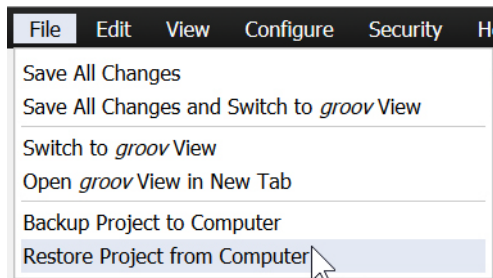 File Edit View Configure Security H
Save All Changes
Save All Changes and Switch to groov View
Switch to groov View
Open groov View in New Tab
Backup Project to Computer
Restore Project from Computer